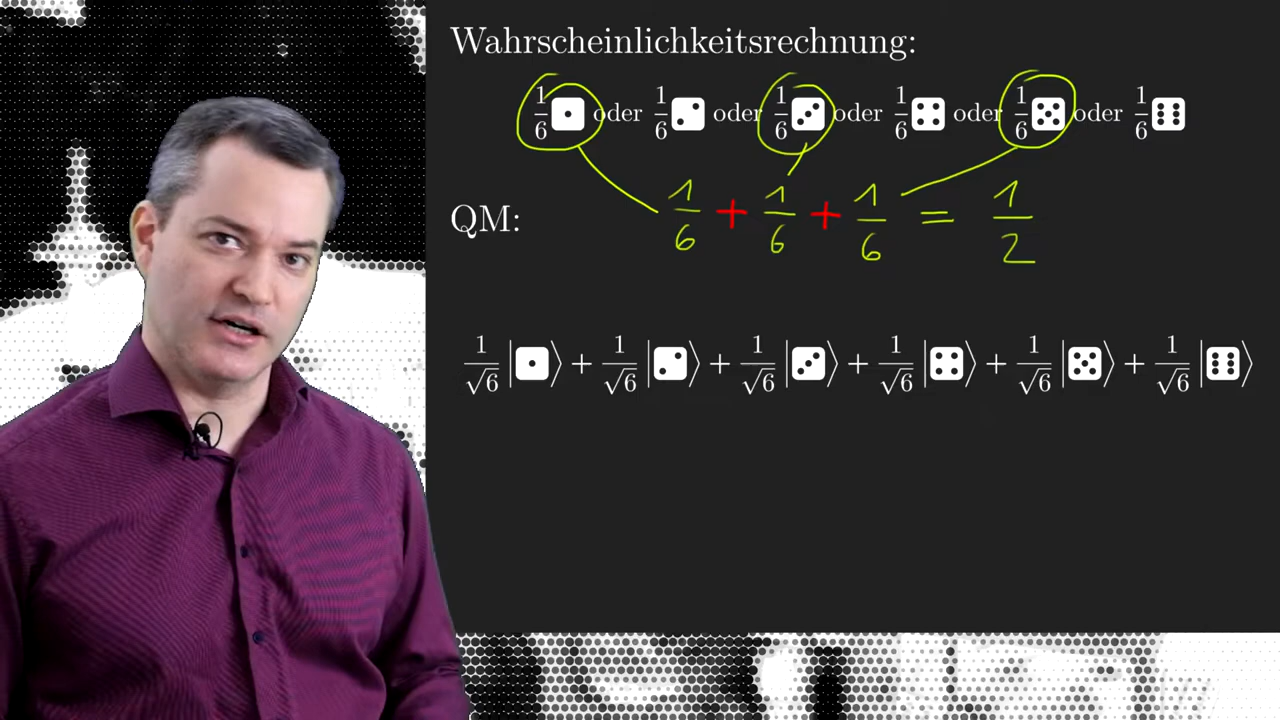 Wahrscheinlichkeitsrechnung:
1/6 ⚀ oder 1/6 ⚁ oder 1/6 ⚂ oder 1/6 ⚃ oder 1/6 ⚄ oder 1/6 ⚅
QM:
1/6 + 1/6 + 1/6 = 1/2
1/√6 |⚀⟩ + 1/√6 |⚁⟩ + 1/√6 |⚂⟩ + 1/√6 |⚃⟩ + 1/√6 |⚄⟩ + 1/√6 |⚅⟩